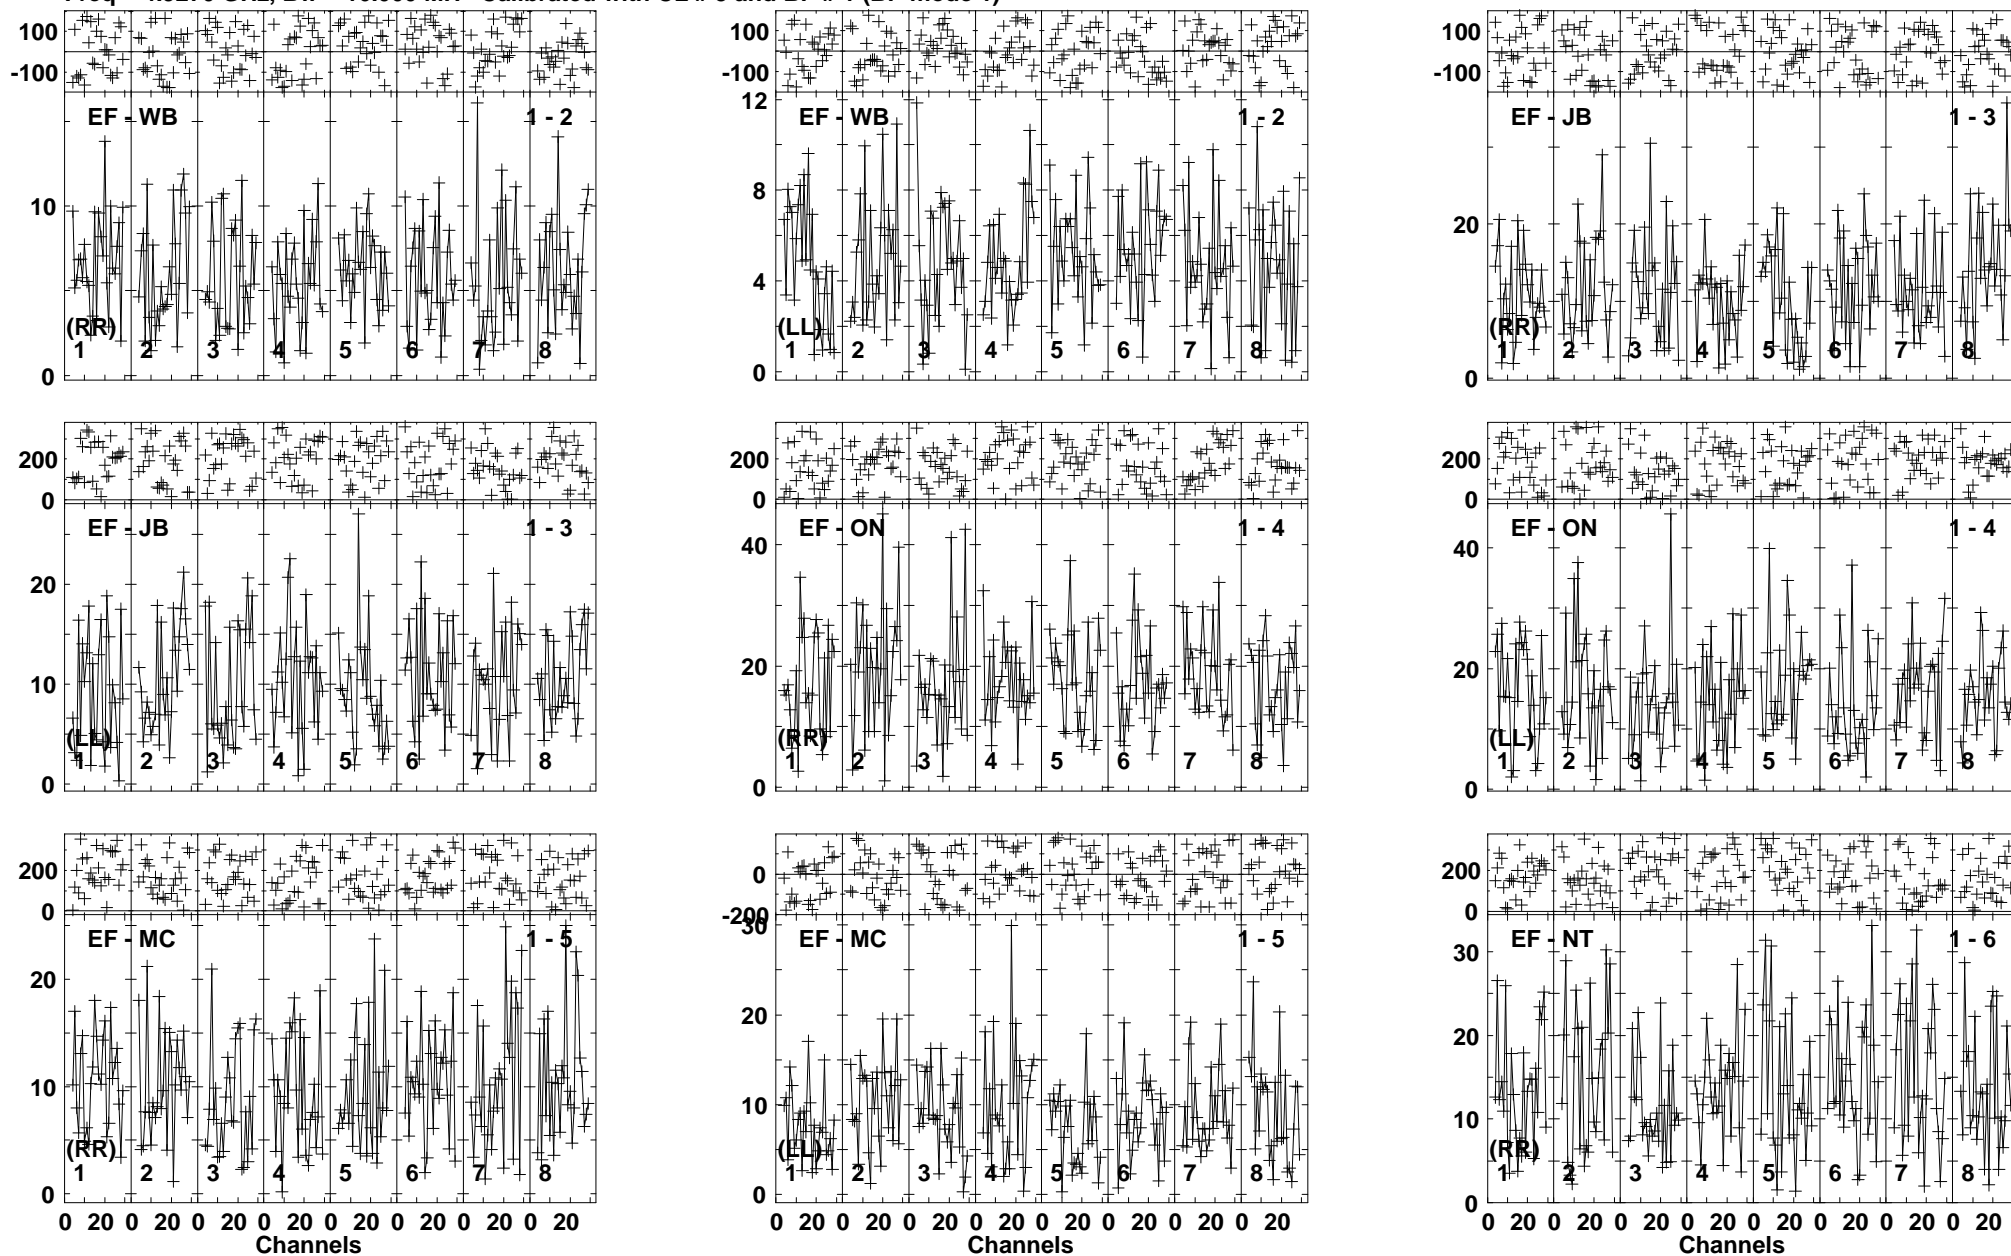 100 100 100
-100 -100 -100
EF - WB 1 - 2
10
(RR)
1 2 3 4 5 6 7 8
0
12 EF - WB 1 - 2
8
4
(LL)
1 2 3 4 5 6 7 8
0
EF - JB 1 - 3
20
(RR)
1 2 3 4 5 6 7 8
0
200 200 200
0 0 0
EF - JB 1 - 3
20
10
(LL)
1 2 3 4 5 6 7 8
0
EF - ON 1 - 4
40
20
(RR)
1 2 3 4 5 6 7 8
0
EF - ON 1 - 4
40
20
(LL)
1 2 3 4 5 6 7 8
0
200 0 200
0 -200 0
EF - MC 1 - 5
20
10
(RR)
1 2 3 4 5 6 7 8
0
0 20 0 20 0 20 0 20 0 20 0 20 0 20 0 20
Channels
30 EF - MC 1 - 5
20
10
(LL)
1 2 3 4 5 6 7 8
0
0 20 0 20 0 20 0 20 0 20 0 20 0 20 0 20
Channels
EF - NT 1 - 6
30
20
10
(RR)
1 2 3 4 5 6 7 8
0
0 20 0 20 0 20 0 20 0 20 0 20 0 20 0 20
Channels